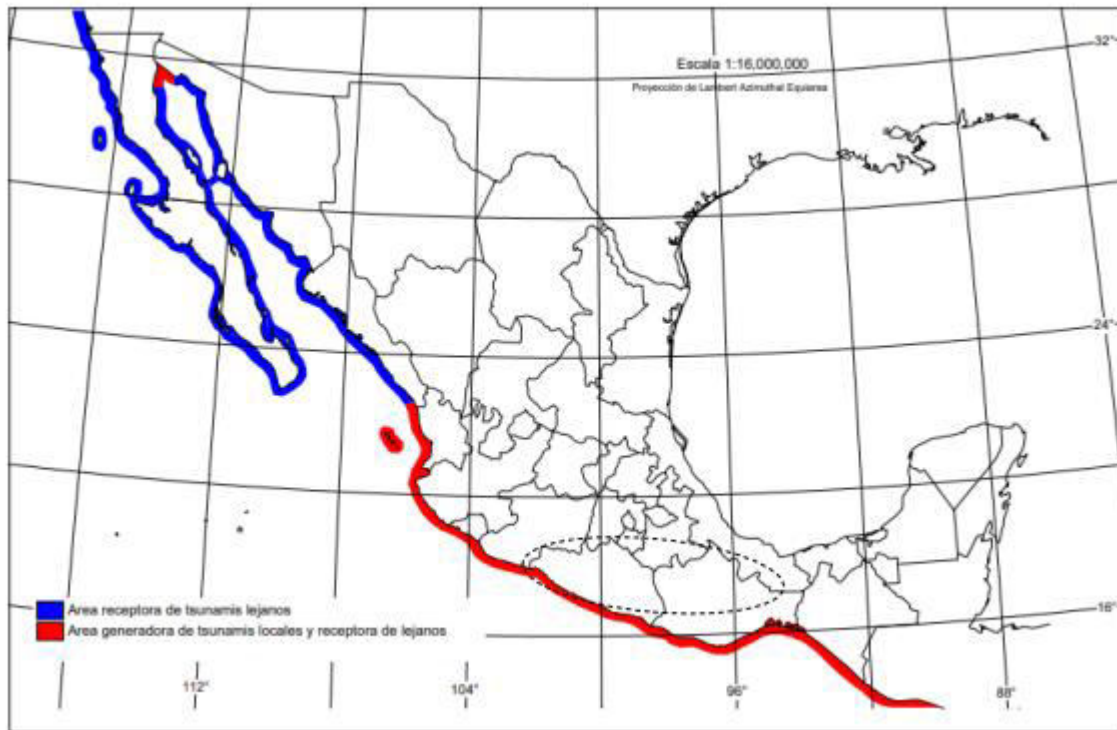 32°
Escala 1:16,000,000
Proyección de Lambert Azimuthal Equiarea
24°
Area receptora de tsunamis lejanos
16°
Area generadora de tsunamis locales y receptora de lejanos
112°
104°
96°
88°